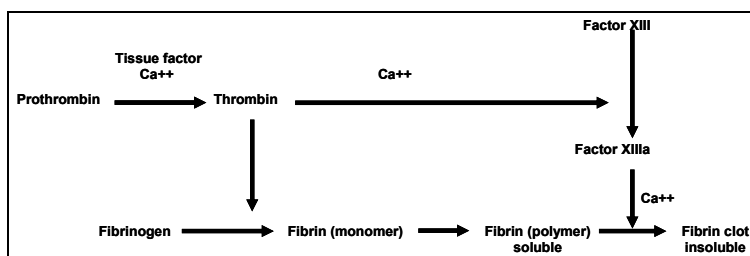 Factor XIII
Tissue factor
Ca++
Ca++
Prothrombin
Thrombin
Factor XIIIa
Ca++
Fibrinogen
Fibrin (monomer)
Fibrin (polymer)
soluble
Fibrin clot
insoluble